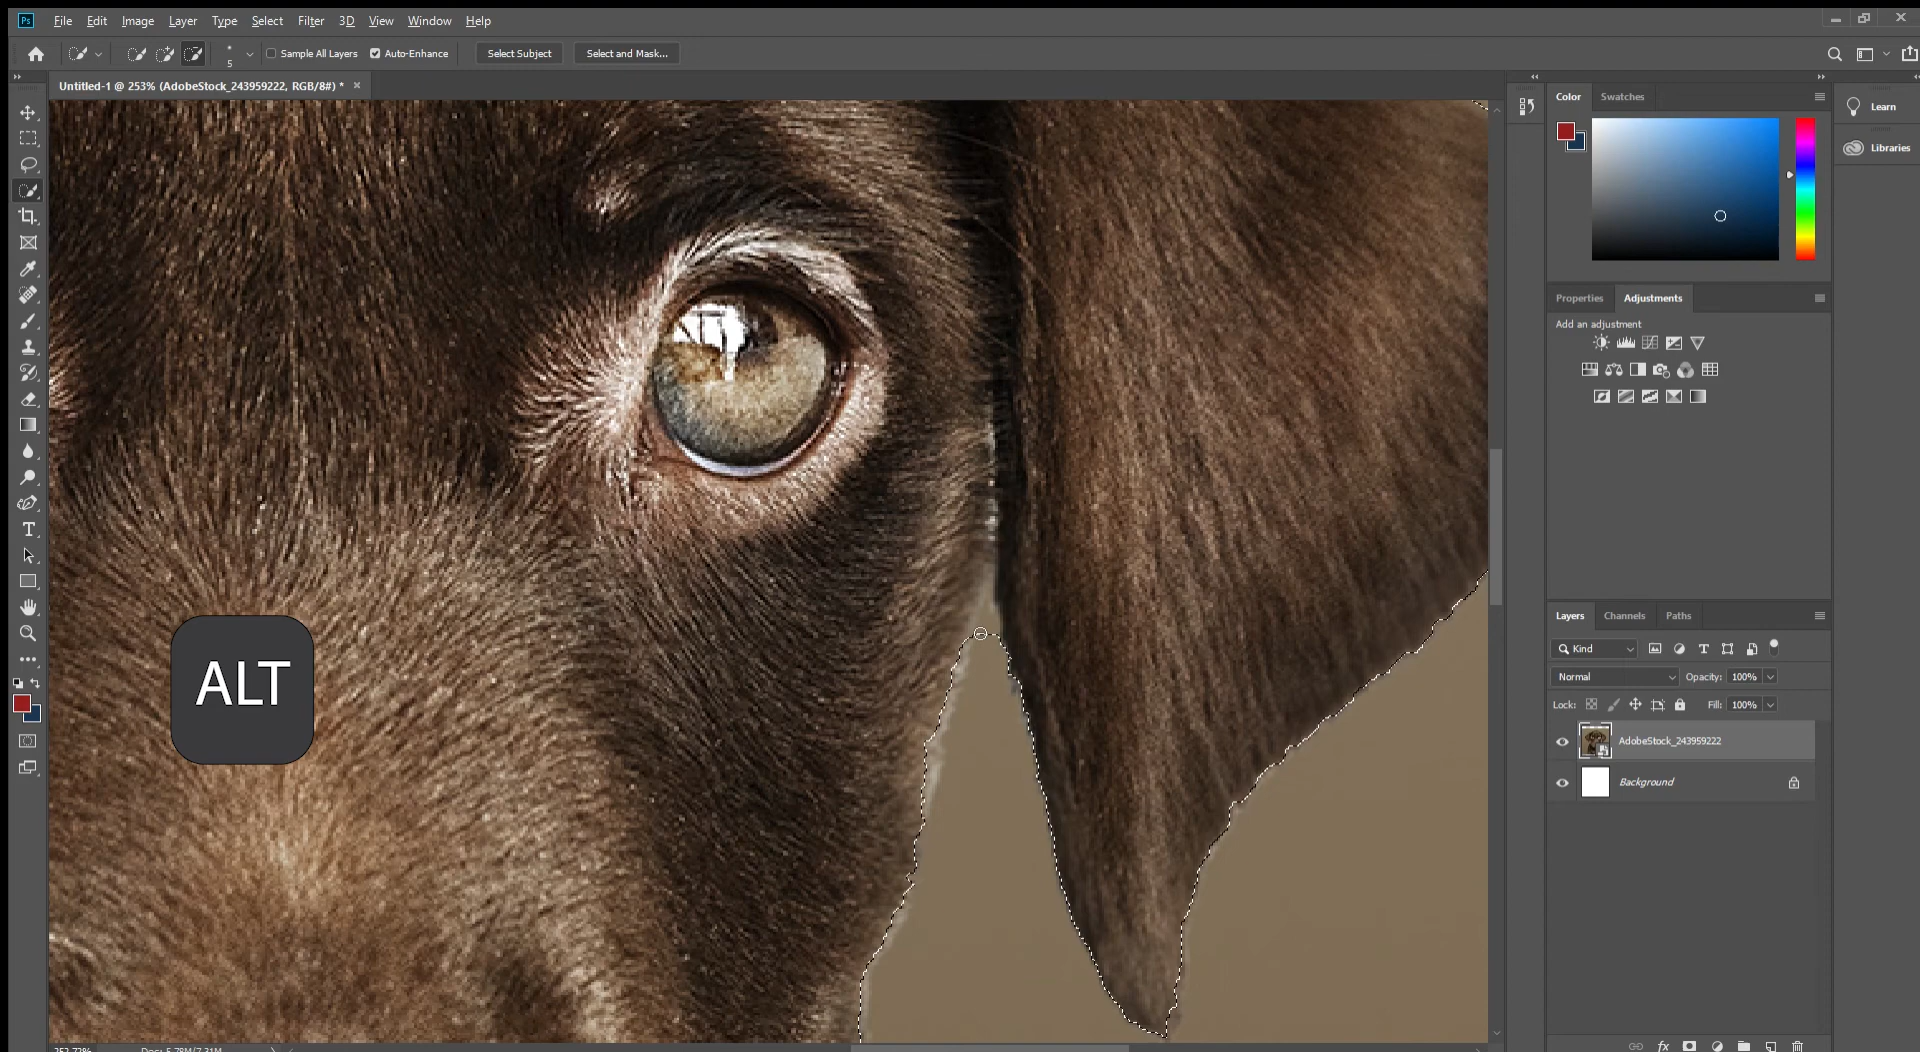 Ps File Edit Image Layer Type Select Filter 3D View Window Help
5 Sample All Layers Auto-Enhance Select Subject Select and Mask...
Untitled-1 @ 253% (AdobeStock_243959222, RGB/8#) *
Color Swatches
Learn
Libraries
Properties Adjustments
Add an adjustment
ALT
Layers Channels Paths
Kind
Normal Opacity: 100%
Lock: Fill: 100%
AdobeStock_243959222
Background
fx